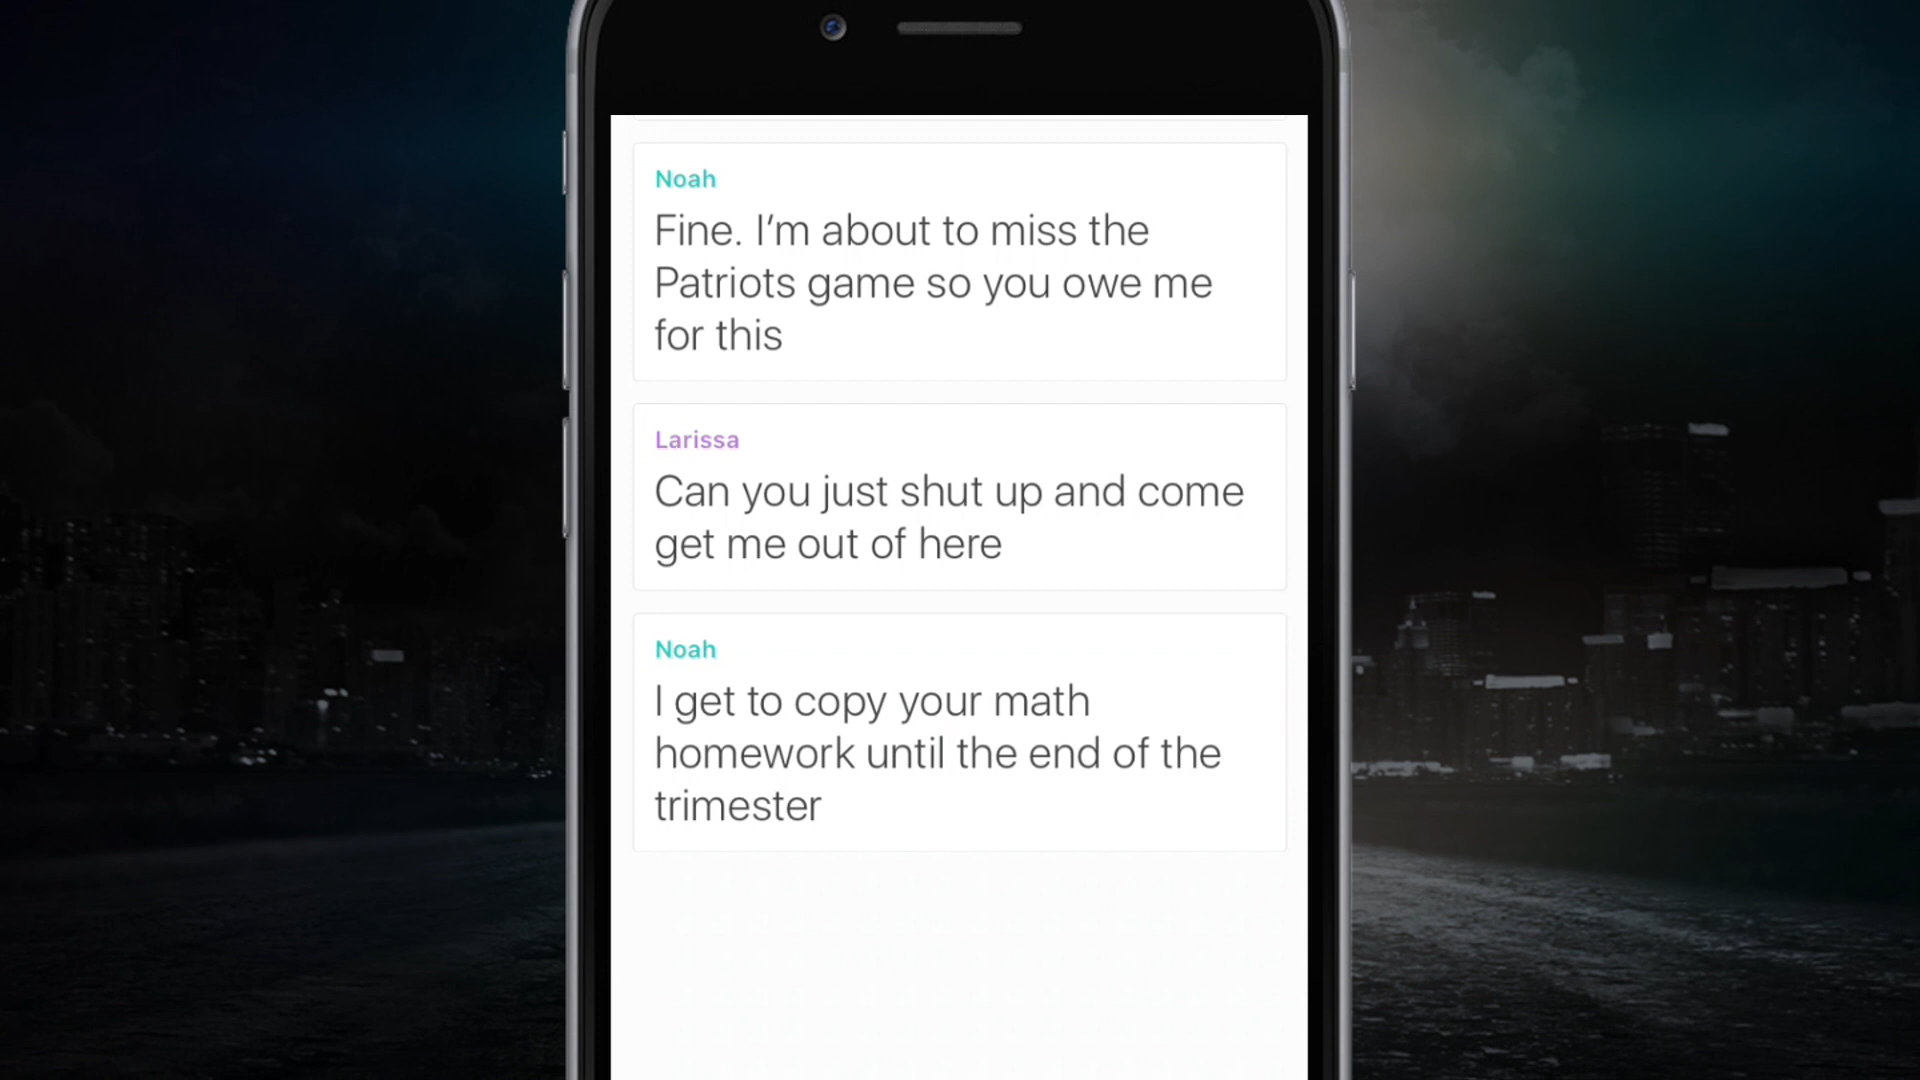 Noah
Fine. I’m about to miss the
Patriots game so you owe me
for this
Larissa
Can you just shut up and come
get me out of here
Noah
I get to copy your math
homework until the end of the
trimester